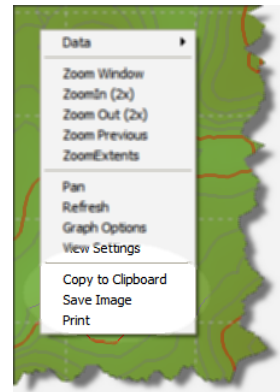 Data
Zoom Window
ZoomIn (2x)
Zoom Out (2x)
Zoom Previous
ZoomExtents
Pan
Refresh
Graph Options
View Settings
Copy to Clipboard
Save Image
Print